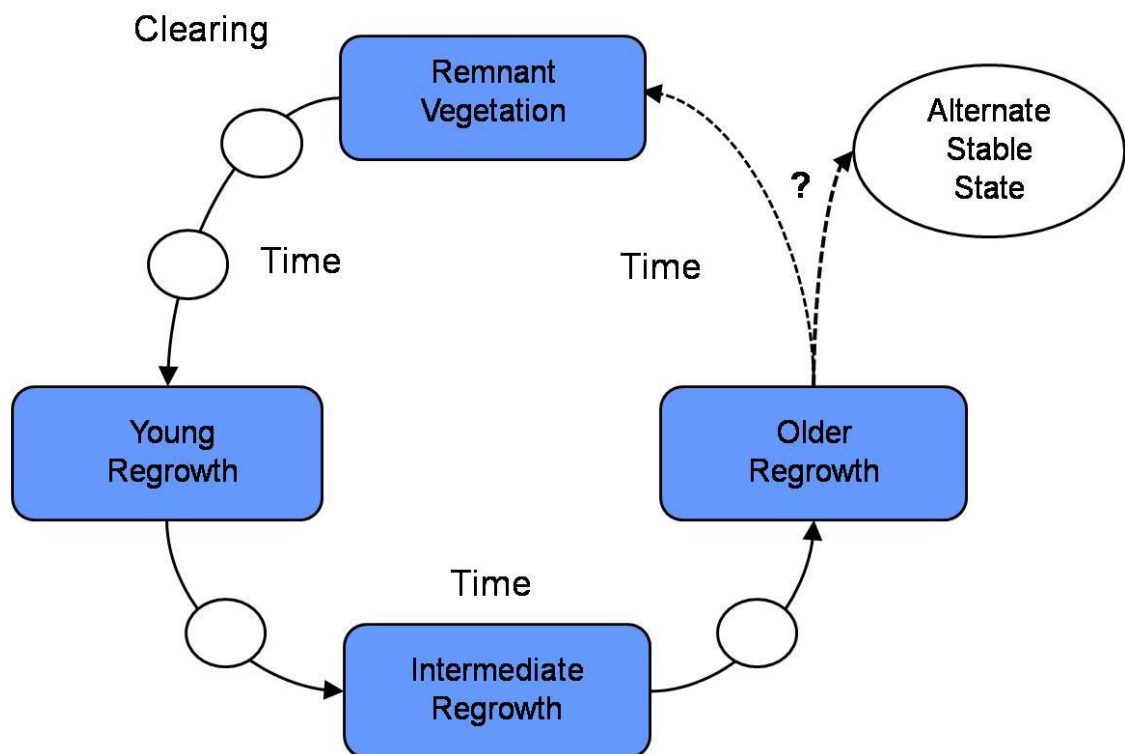 Clearing
Remnant
Vegetation
Alternate
Stable
State
?
Time
Time
Young
Regrowth
Older
Regrowth
Time
Intermediate
Regrowth